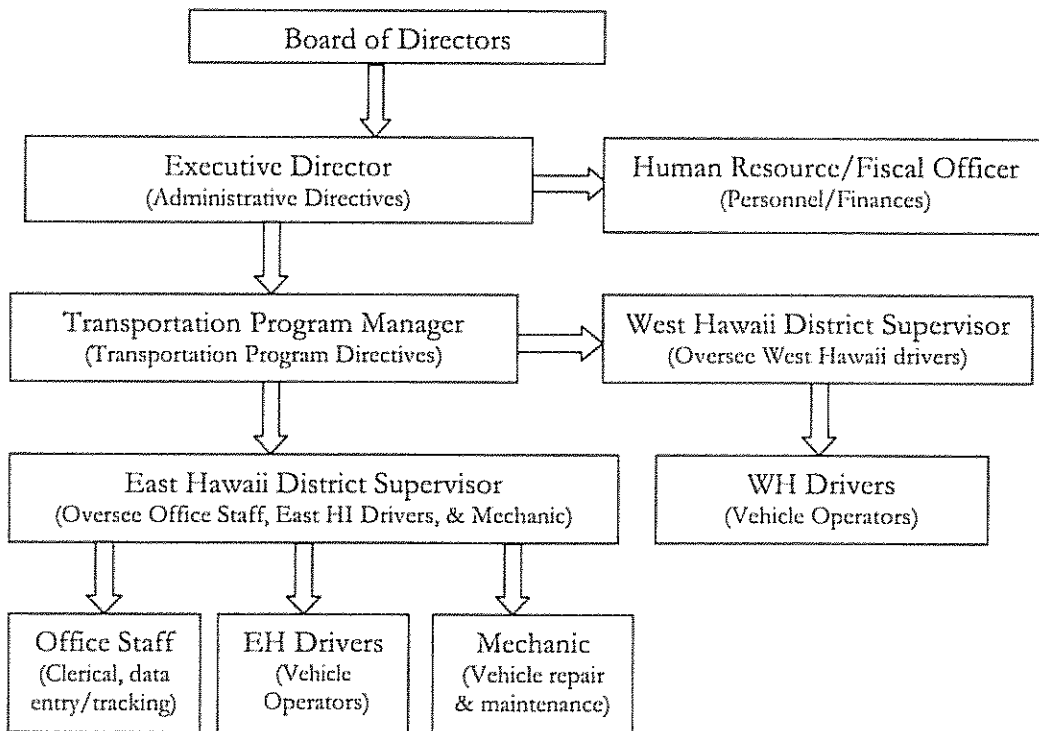 Board of Directors
Executive Director
(Administrative Directives)
Human Resource/Fiscal Officer
(Personnel/Finances)
Transportation Program Manager
(Transportation Program Directives)
West Hawaii District Supervisor
(Oversee West Hawaii drivers)
East Hawaii District Supervisor
(Oversee Office Staff, East HI Drivers, & Mechanic)
WH Drivers
(Vehicle Operators)
Office Staff
(Clerical, data
entry/tracking)
EH Drivers
(Vehicle
Operators)
Mechanic
(Vehicle repair
& maintenance)